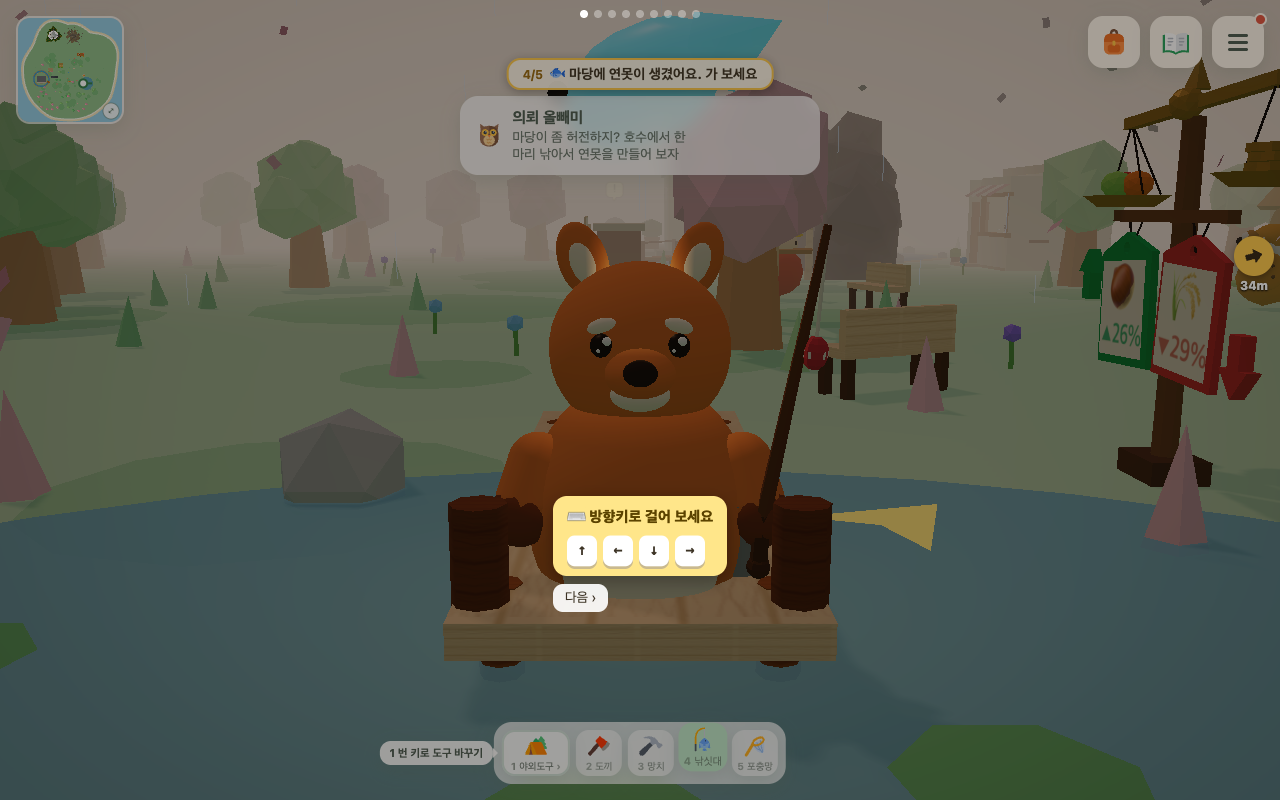 4/5 마당에 연못이 생겼어요. 가 보세요
의뢰 올빼미
마당이 좀 허전하지? 호수에서 한
마리 낚아서 연못을 만들어 보자
34m
▲26%
▼29%
방향키로 걸어 보세요
↑ ← ↓ →
다음 ›
1 번 키로 도구 바꾸기
1 야외도구 ›
2 도끼
3 망치
4 낚싯대
5 포충망